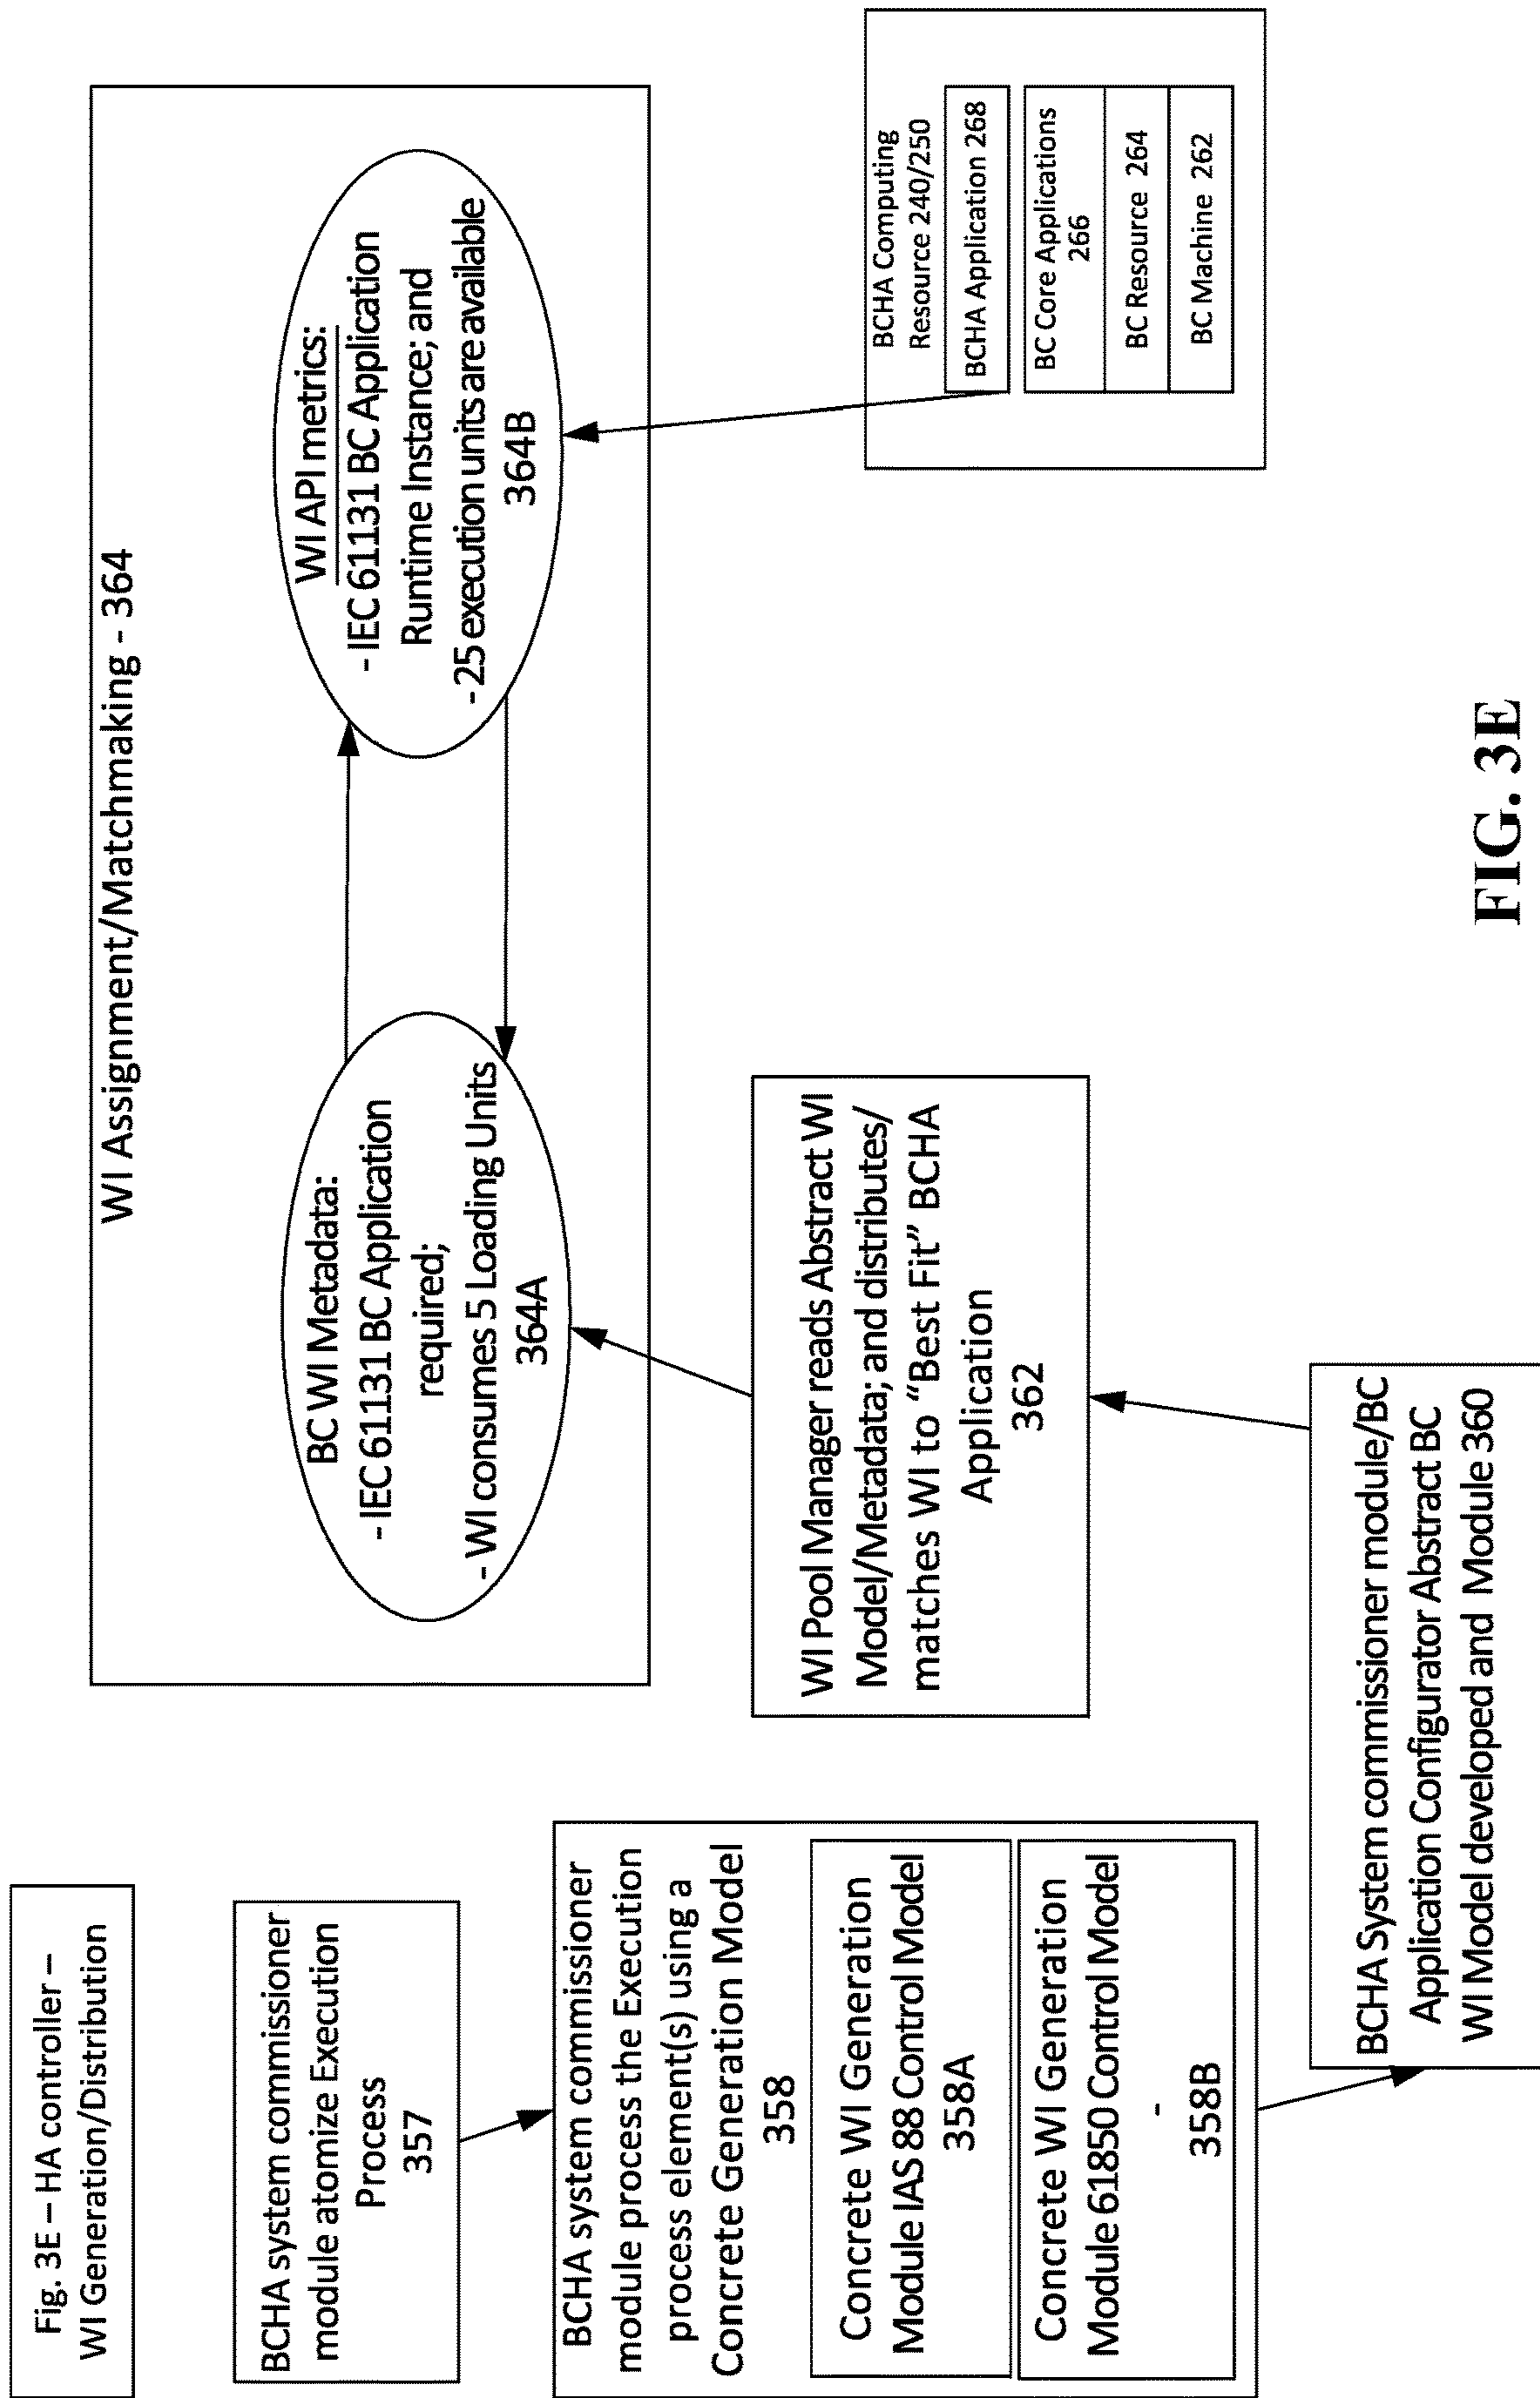 Fig. 3E – HA controller –
WI Generation/Distribution
BCHA system commissioner
module atomize Execution
Process
357
BCHA system commissioner
module process the Execution
process element(s) using a
Concrete Generation Model
358
Concrete WI Generation
Module IAS 88 Control Model
358A
Concrete WI Generation
Module 61850 Control Model
-
358B
BCHA System commissioner module/BC
Application Configurator Abstract BC
WI Model developed and Module 360
WI Pool Manager reads Abstract WI
Model/Metadata; and distributes/
matches WI to “Best Fit” BCHA
Application
362
WI Assignment/Matchmaking - 364
BC WI Metadata:
- IEC 61131 BC Application
required;
- WI consumes 5 Loading Units
364A
WI API metrics:
- IEC 61131 BC Application
Runtime Instance; and
- 25 execution units are available
364B
BCHA Computing
Resource 240/250
BCHA Application 268
BC Core Applications
266
BC Resource 264
BC Machine 262
FIG. 3E